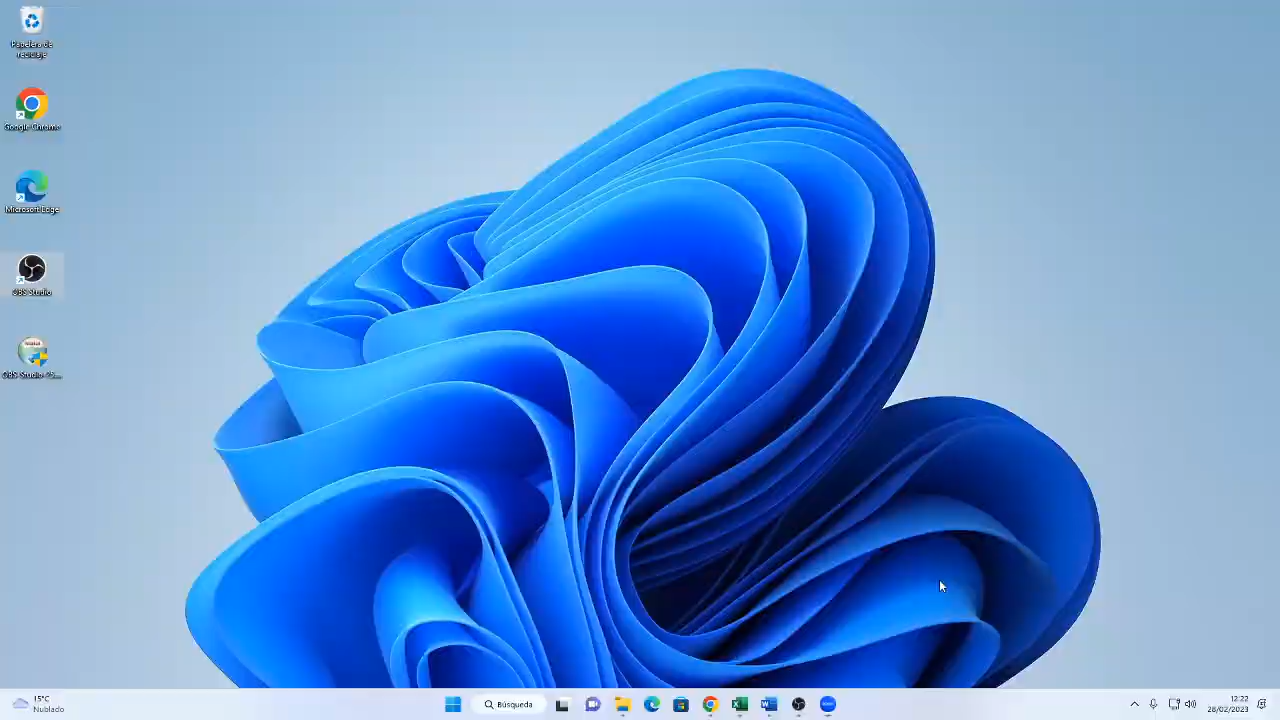 Papelera de
reciclaje
Google Chrome
Microsoft Edge
OBS Studio
15°C
Nublado
Búsqueda
12:22
28/02/2023